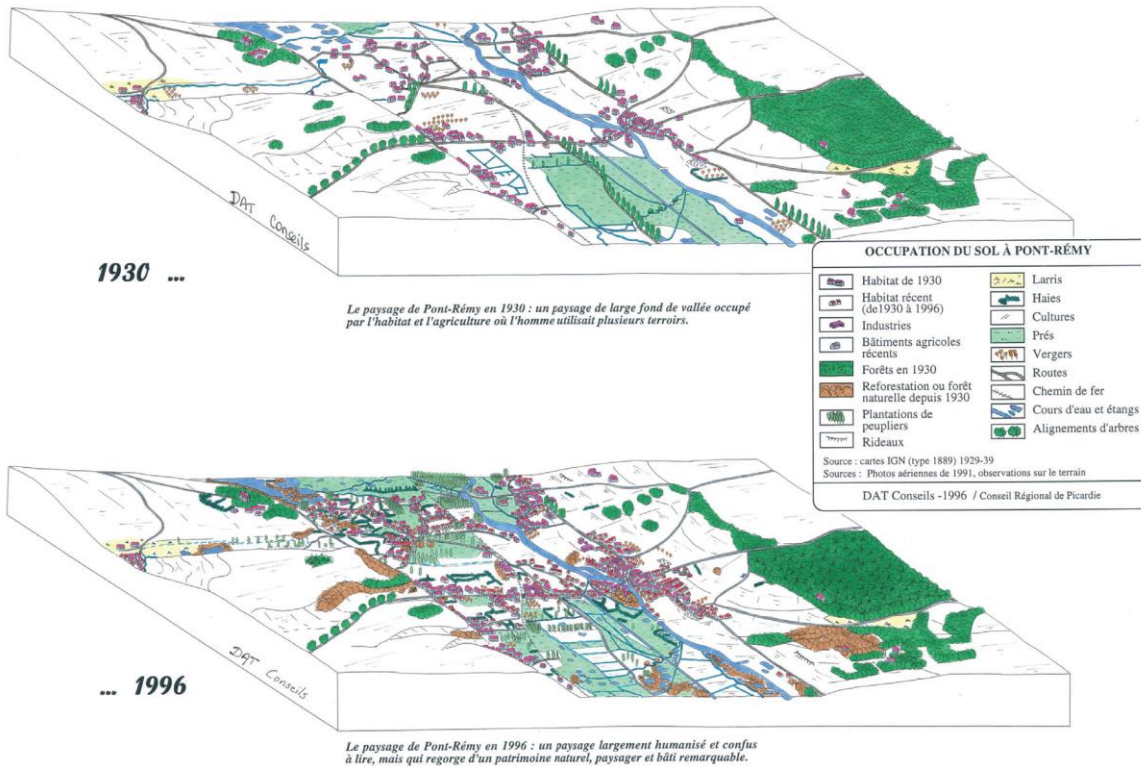 DAT Conseils
1930 ...
Le paysage de Pont-Rémy en 1930 : un paysage de large fond de vallée occupé
par l'habitat et l'agriculture où l'homme utilisait plusieurs terroirs.
OCCUPATION DU SOL À PONT-RÉMY
Habitat de 1930
Habitat récent
(de1930 à 1996)
Industries
Bâtiments agricoles
récents
Forêts en 1930
Reforestation ou forêt
naturelle depuis 1930
Plantations de
peupliers
Rideaux
Larris
Haies
Cultures
Prés
Vergers
Routes
Chemin de fer
Cours d'eau et étangs
Alignements d'arbres
Source : cartes IGN (type 1889) 1929-39
Sources : Photos aériennes de 1991, observations sur le terrain
DAT Conseils -1996 / Conseil Régional de Picardie
DAT Conseils
... 1996
Le paysage de Pont-Rémy en 1996 : un paysage largement humanisé et confus
à lire, mais qui regorge d'un patrimoine naturel, paysager et bâti remarquable.